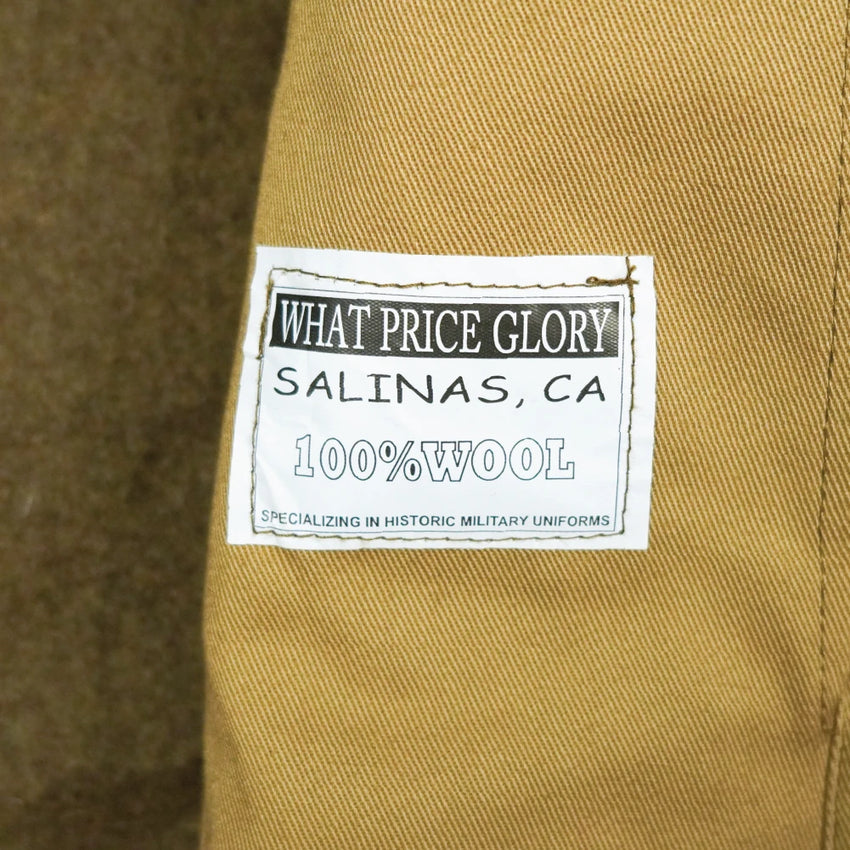 WHAT PRICE GLORY
SALINAS, CA
100%WOOL
SPECIALIZING IN HISTORIC MILITARY UNIFORMS